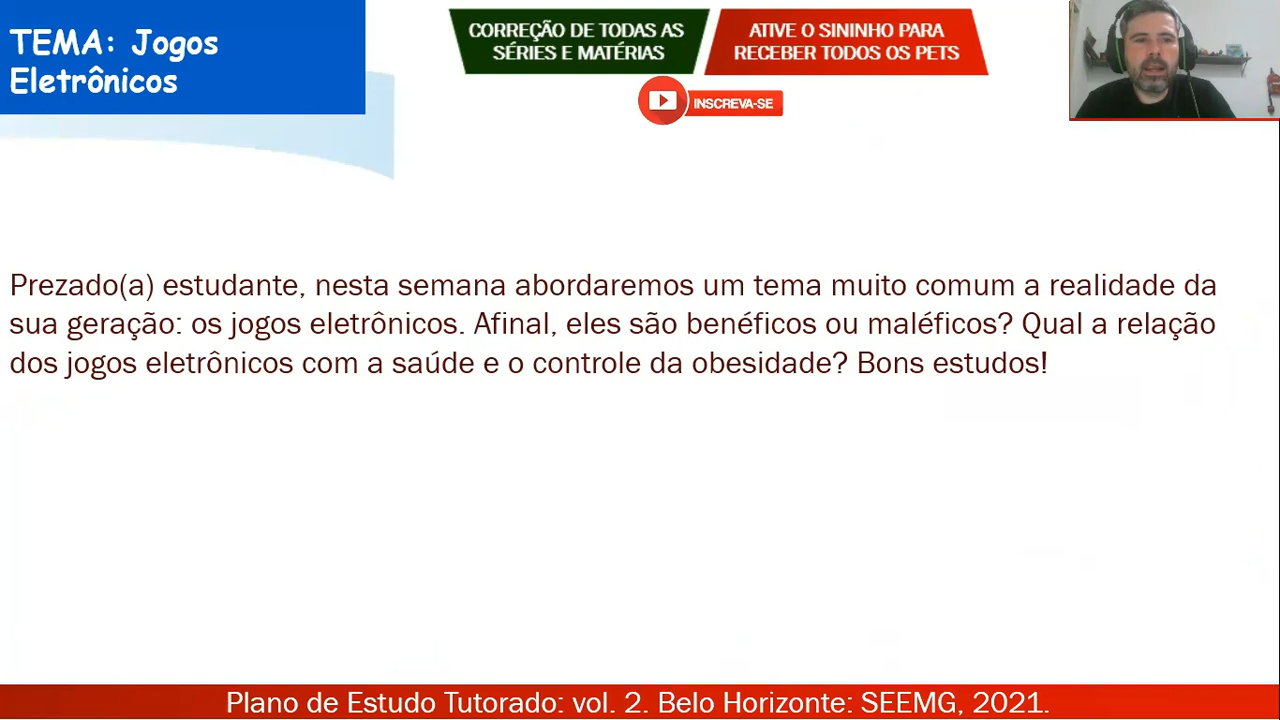 TEMA: Jogos
Eletrônicos
CORREÇÃO DE TODAS AS
SÉRIES E MATÉRIAS
ATIVE O SININHO PARA
RECEBER TODOS OS PETS
INSCREVA-SE
Prezado(a) estudante, nesta semana abordaremos um tema muito comum a realidade da
sua geração: os jogos eletrônicos. Afinal, eles são benéficos ou maléficos? Qual a relação
dos jogos eletrônicos com a saúde e o controle da obesidade? Bons estudos!
Plano de Estudo Tutorado: vol. 2. Belo Horizonte: SEEMG, 2021.